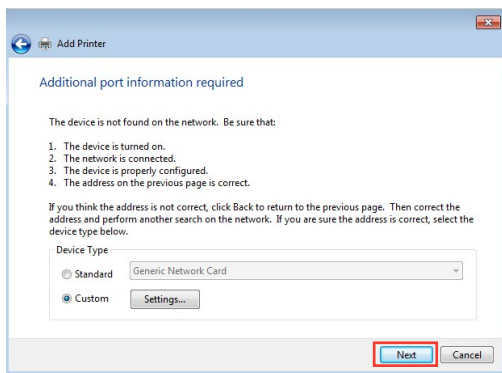 Add Printer
Additional port information required
The device is not found on the network. Be sure that:
1. The device is turned on.
2. The network is connected.
3. The device is properly configured.
4. The address on the previous page is correct.
If you think the address is not correct, click Back to return to the previous page. Then correct the
address and perform another search on the network. If you are sure the address is correct, select the
device type below.
Device Type
Standard Generic Network Card
Custom Settings...
Next Cancel